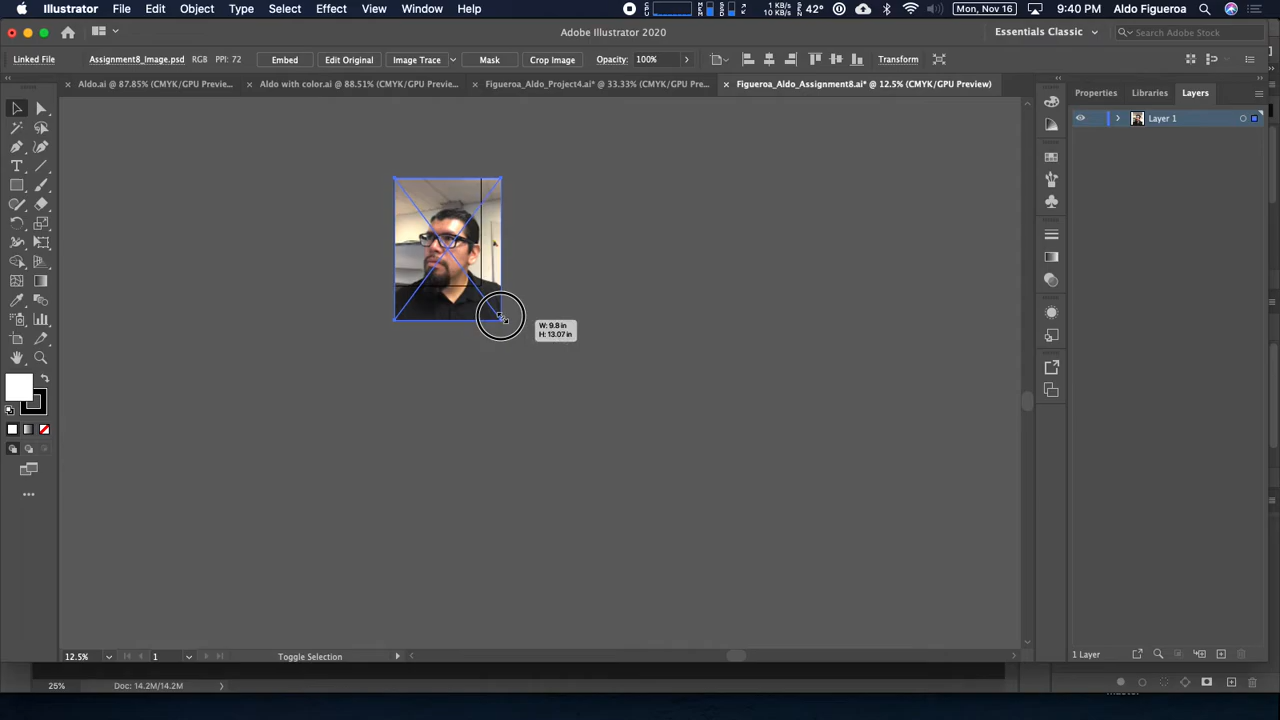 Illustrator File Edit Object Type Select Effect View Window Help 1 KB/s 10 KB/s 42° Mon, Nov 16 9:40 PM Aldo Figueroa
Adobe Illustrator 2020 Essentials Classic Search Adobe Stock
Linked File Assignment8_Image.psd RGB PPI: 72 Embed Edit Original Image Trace Mask Crop Image Opacity: 100% Transform
Aldo.ai @ 87.85% (CMYK/GPU Previe... Aldo with color.ai @ 88.51% (CMYK/GPU Previe... Figueroa_Aldo_Project4.ai* @ 33.33% (CMYK/GPU Pre... Figueroa_Aldo_Assignment8.ai* @ 12.5% (CMYK/GPU Preview)
Properties Libraries Layers
Layer 1
W: 9.8 in
H: 13.07 in
12.5% 1 Toggle Selection 1 Layer
25% Doc: 14.2M/14.2M